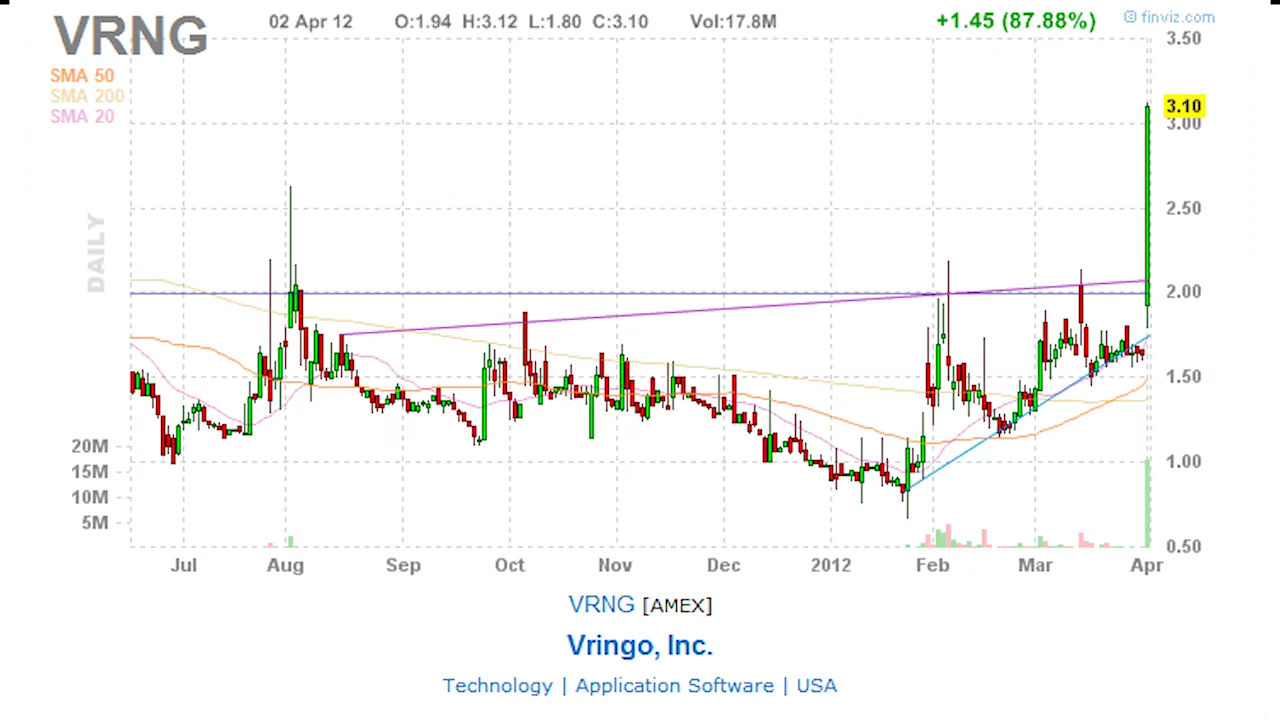 VRNG
02 Apr 12 O:1.94 H:3.12 L:1.80 C:3.10 Vol:17.8M +1.45 (87.88%) © finviz.com
SMA 50
SMA 200
SMA 20
DAILY
3.50
3.10
3.00
2.50
2.00
1.50
1.00
0.50
20M
15M
10M
5M
Jul Aug Sep Oct Nov Dec 2012 Feb Mar Apr
VRNG [AMEX]
Vringo, Inc.
Technology | Application Software | USA